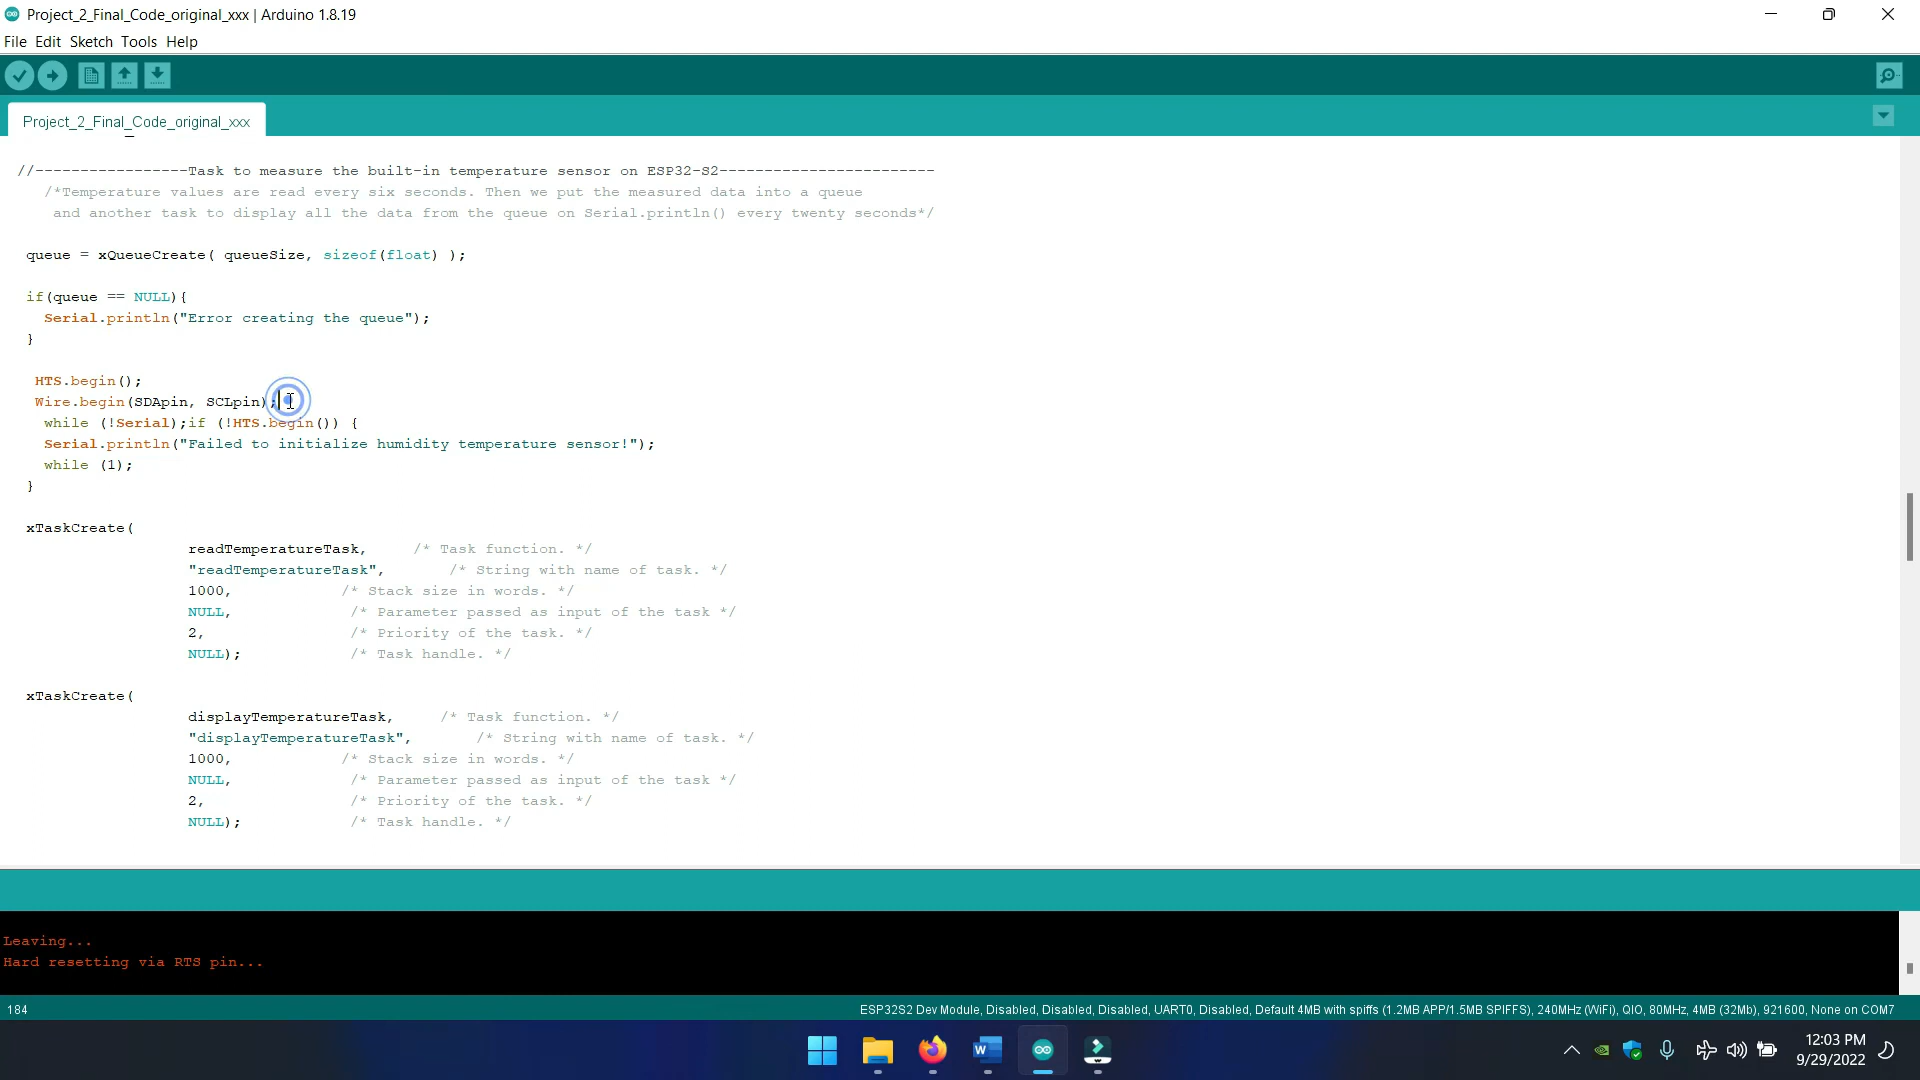 Project_2_Final_Code_original_xxx | Arduino 1.8.19
File Edit Sketch Tools Help
Project_2_Final_Code_original_xxx
//-----------------Task to measure the built-in temperature sensor on ESP32-S2------------------------
/*Temperature values are read every six seconds. Then we put the measured data into a queue
and another task to display all the data from the queue on Serial.println() every twenty seconds*/
queue = xQueueCreate( queueSize, sizeof(float) );
if(queue == NULL){
Serial.println("Error creating the queue");
}
HTS.begin();
Wire.begin(SDApin, SCLpin);
while (!Serial);if (!HTS.begin()) {
Serial.println("Failed to initialize humidity temperature sensor!");
while (1);
}
xTaskCreate(
readTemperatureTask, /* Task function. */
"readTemperatureTask", /* String with name of task. */
1000, /* Stack size in words. */
NULL, /* Parameter passed as input of the task */
2, /* Priority of the task. */
NULL); /* Task handle. */
xTaskCreate(
displayTemperatureTask, /* Task function. */
"displayTemperatureTask", /* String with name of task. */
1000, /* Stack size in words. */
NULL, /* Parameter passed as input of the task */
2, /* Priority of the task. */
NULL); /* Task handle. */
Leaving...
Hard resetting via RTS pin...
184 ESP32S2 Dev Module, Disabled, Disabled, Disabled, UART0, Disabled, Default 4MB with spiffs (1.2MB APP/1.5MB SPIFFS), 240MHz (WiFi), QIO, 80MHz, 4MB (32Mb), 921600, None on COM7
W
12:03 PM
9/29/2022